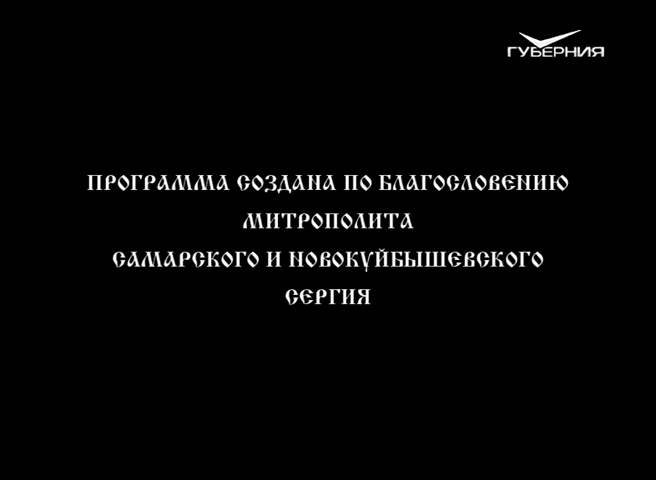 ГУБЕРНИЯ
ПРОГРАММА СОЗДАНА ПО БЛАГОСЛОВЕНИЮ
МИТРОПОЛИТА
САМАРСКОГО И НОВОКУЙБЫШЕВСКОГО
СЕРГИЯ